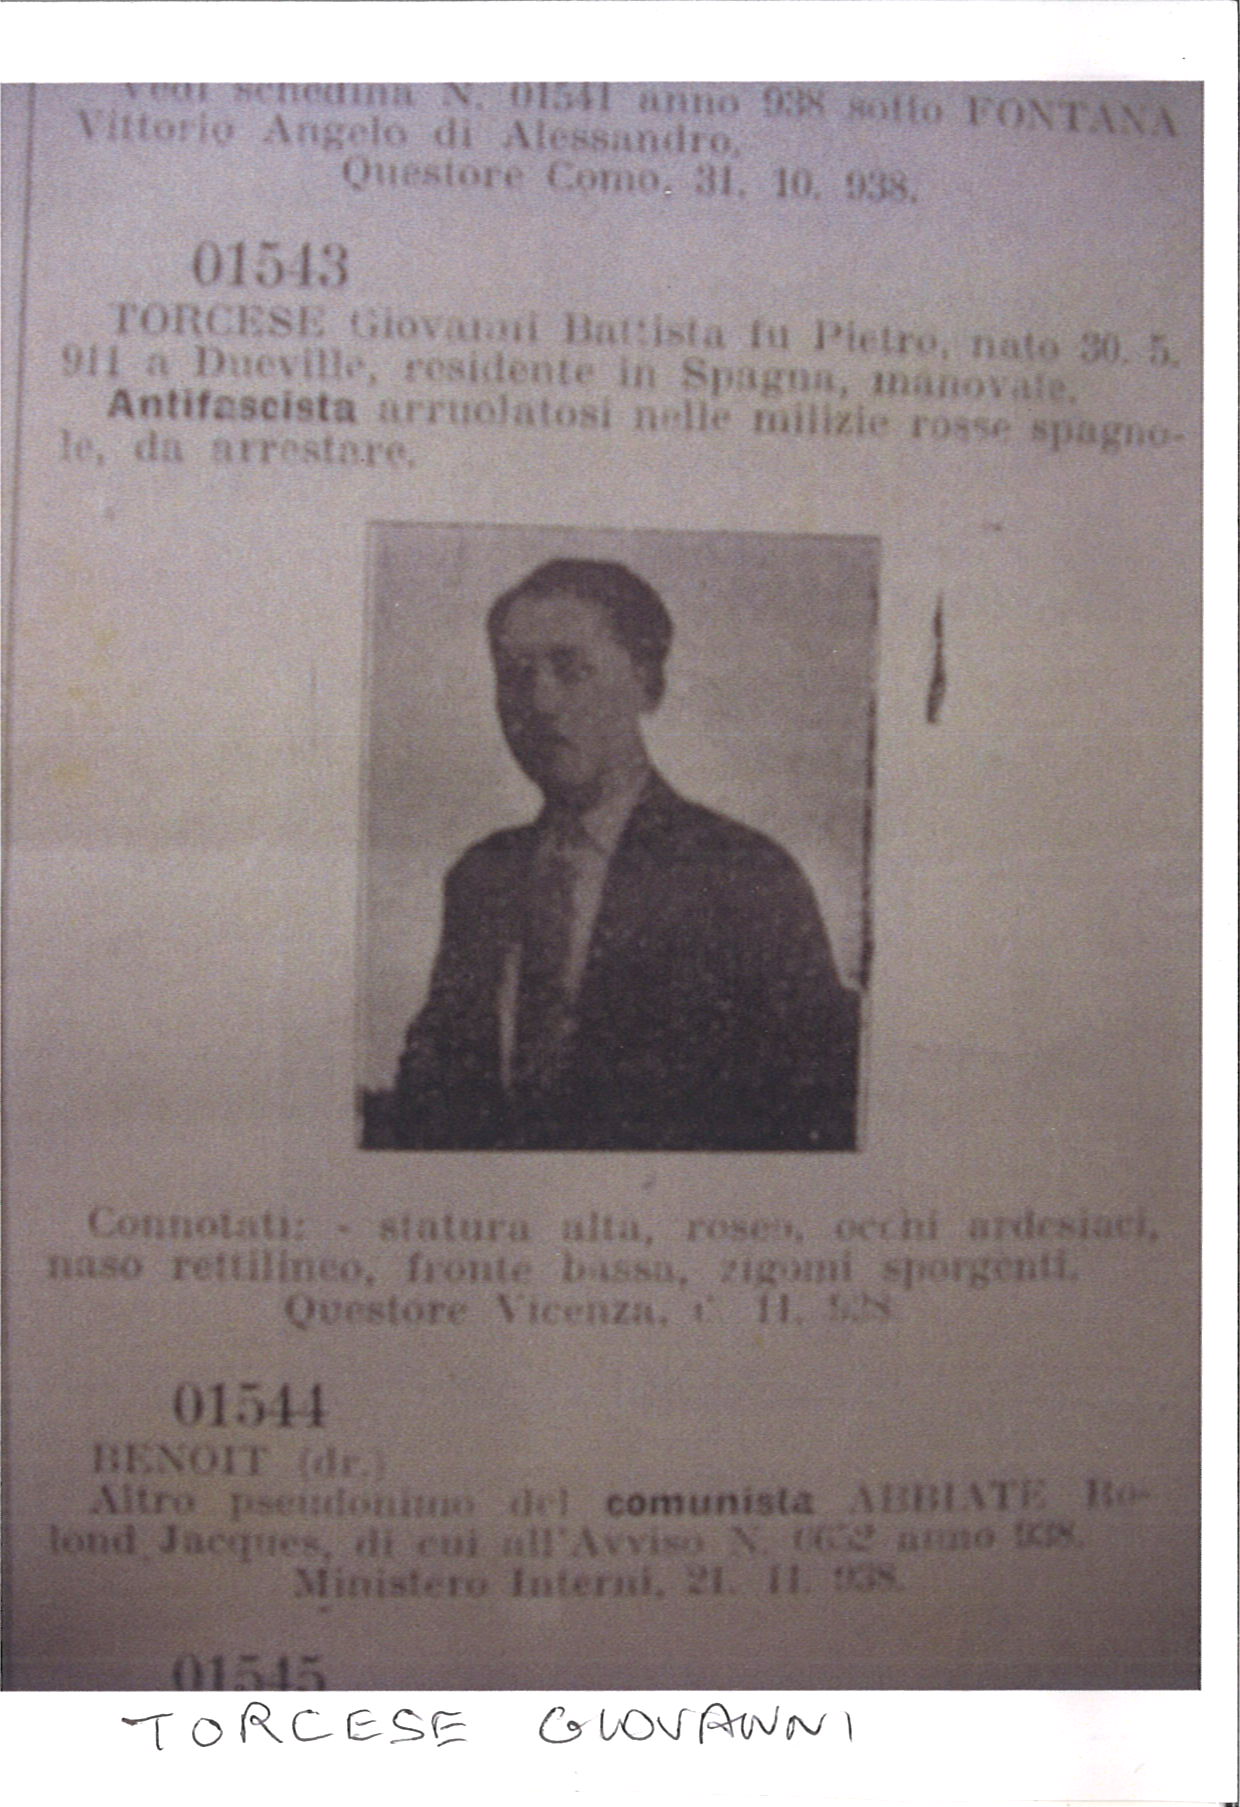 Vedi schedina N. 01541 anno 938 sotto FONTANA
Vittorio Angelo di Alessandro.
Questore Como, 31. 10. 938.
01543
TORCESE Giovanni Battista fu Pietro, nato 30. 5.
911 a Dueville, residente in Spagna, manovale.
Antifascista arruolatosi nelle milizie rosse spagno-
le, da arrestare.
Connotati: - statura alta, roseo, occhi ardesiaci,
naso rettilineo, fronte bassa, zigomi sporgenti.
Questore Vicenza, 11.
01544
BENOIT (dr.)
Altro pseudonimo del comunista ABBIATE Ro-
lond Jacques, di cui all'Avviso N. 0652 anno 938.
Ministero Interni, 21. 11. 938.
01545
TORCESE GIOVANNI